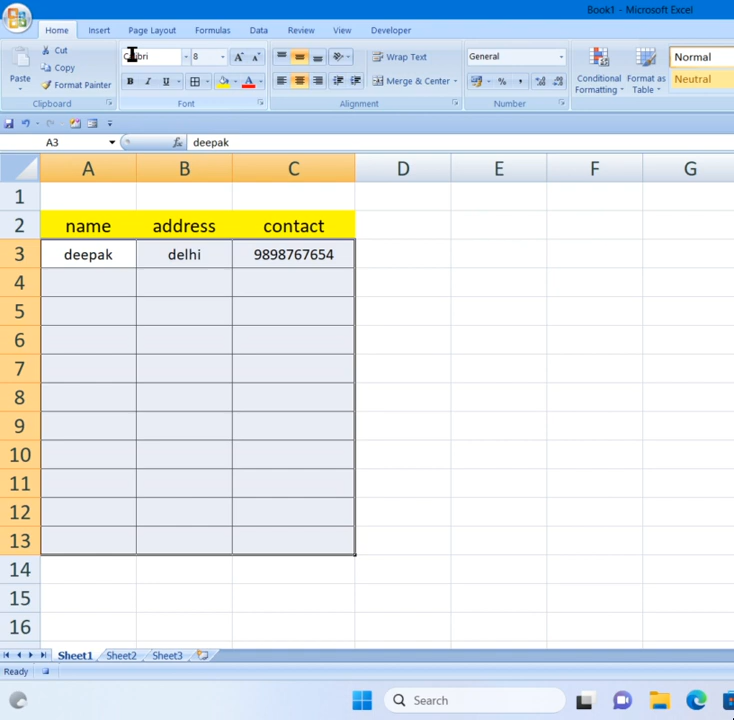 Book1 - Microsoft Excel
Home Insert Page Layout Formulas Data Review View Developer
Paste
Cut
Copy
Format Painter
Clipboard
8
A A
B I U A
Font
Wrap Text
Merge & Center
Alignment
General
% ,
Number
Conditional Formatting
Format as Table
Normal
Neutral
A3 fx deepak
A B C D E F G
1
2 name address contact
3 deepak delhi 9898767654
4
5
6
7
8
9
10
11
12
13
14
15
16
Sheet1 Sheet2 Sheet3
Ready
Search